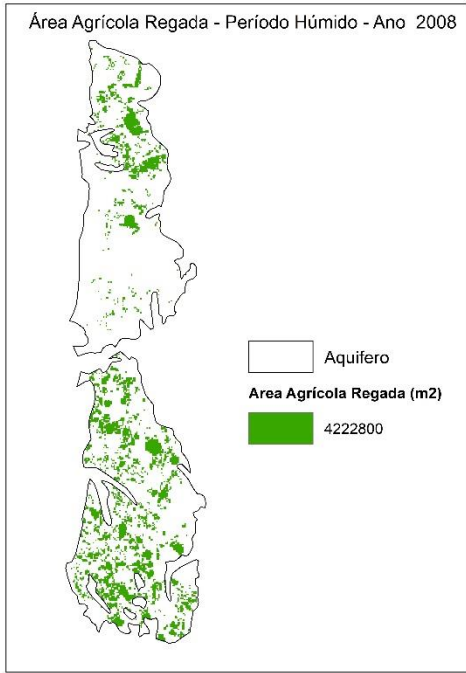 Área Agrícola Regada - Período Húmido - Ano 2008
Aquifero
Area Agrícola Regada (m2)
4222800